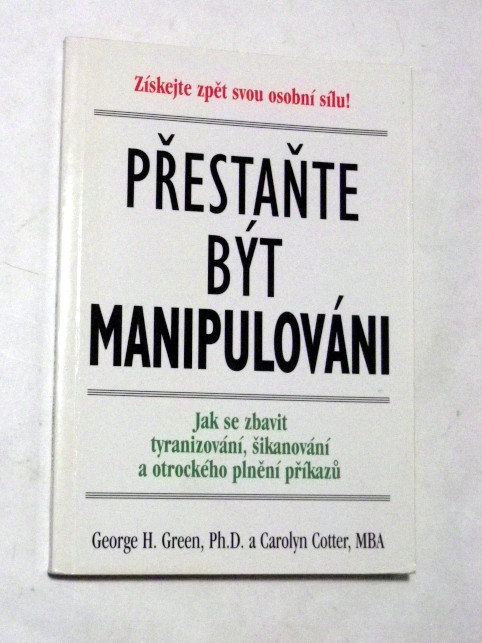 Získejte zpět svou osobní sílu!
PŘESTAŇTE
BÝT
MANIPULOVÁNI
Jak se zbavit
tyranizování, šikanování
a otrockého plnění příkazů
George H. Green, Ph.D. a Carolyn Cotter, MBA